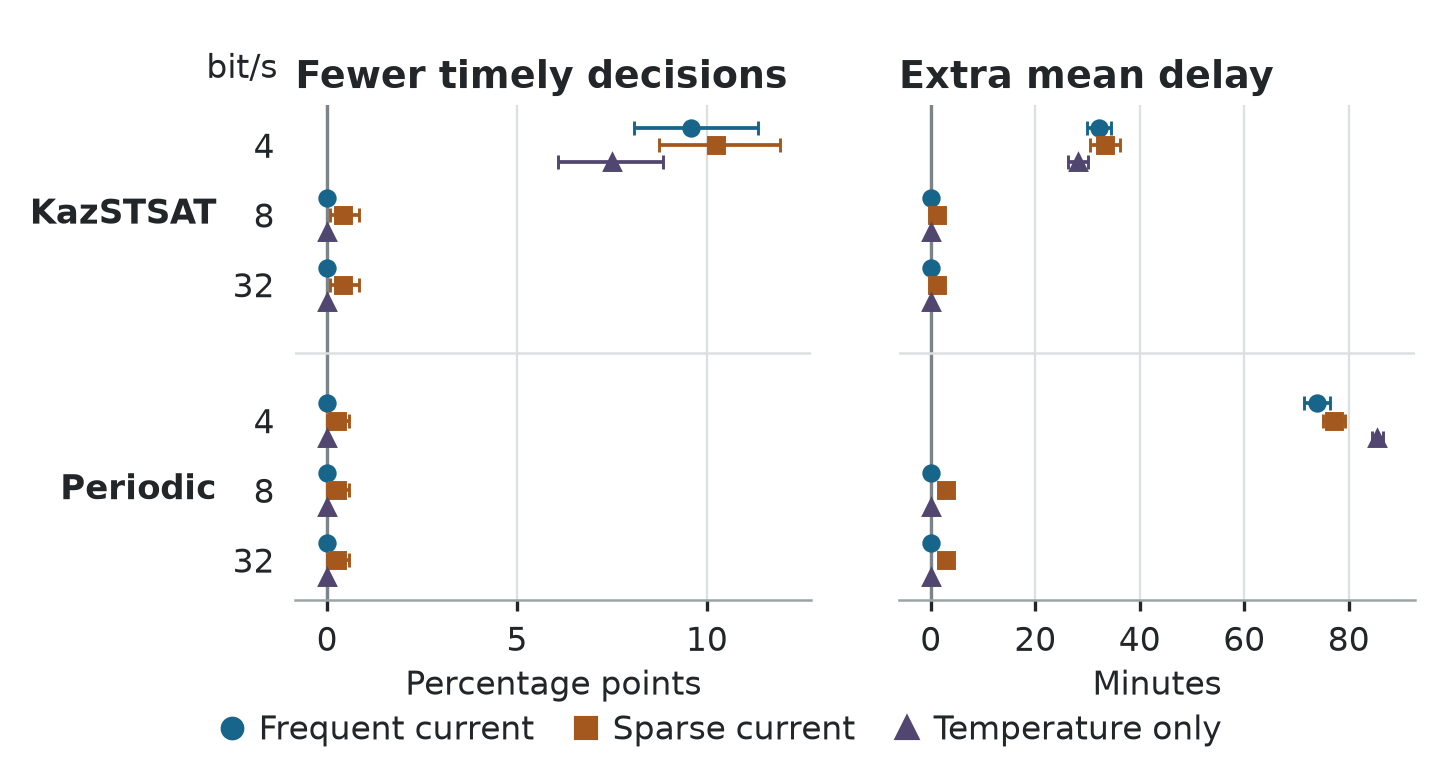 bit/s
Fewer timely decisions
Extra mean delay
4
KazSTSAT
8
32
4
Periodic
8
32
0 5 10
0 20 40 60 80
Percentage points
Minutes
Frequent current
Sparse current
Temperature only